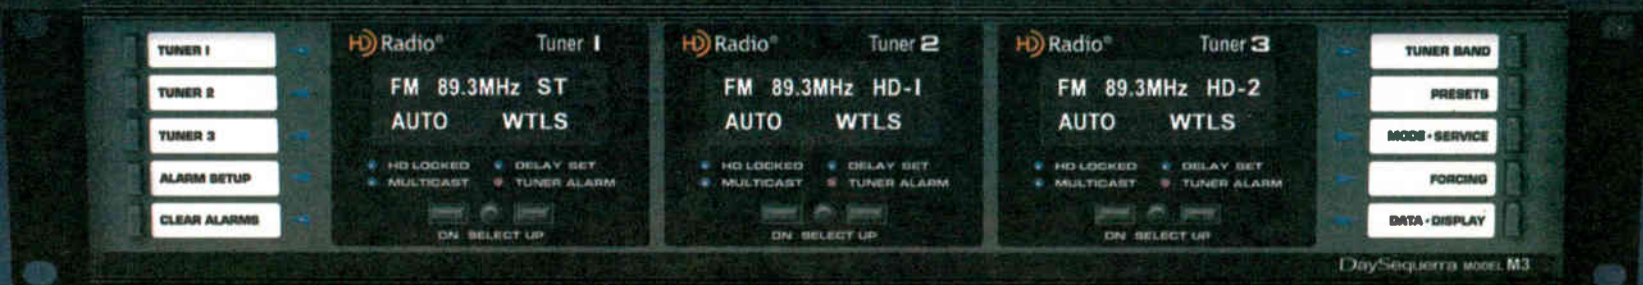 TUNER 1
TUNER 2
TUNER 3
ALARM SETUP
CLEAR ALARMS
HD Radio® Tuner 1
FM 89.3MHz ST
AUTO WTLS
HD LOCKED DELAY SET
MULTICAST TUNER ALARM
DN SELECT UP
HD Radio® Tuner 2
FM 89.3MHz HD-1
AUTO WTLS
HD LOCKED DELAY SET
MULTICAST TUNER ALARM
DN SELECT UP
HD Radio® Tuner 3
FM 89.3MHz HD-2
AUTO WTLS
HD LOCKED DELAY SET
MULTICAST TUNER ALARM
DN SELECT UP
TUNER BAND
PRESETS
MODE • SERVICE
FORCING
DATA • DISPLAY
DaySequerra MODEL M3